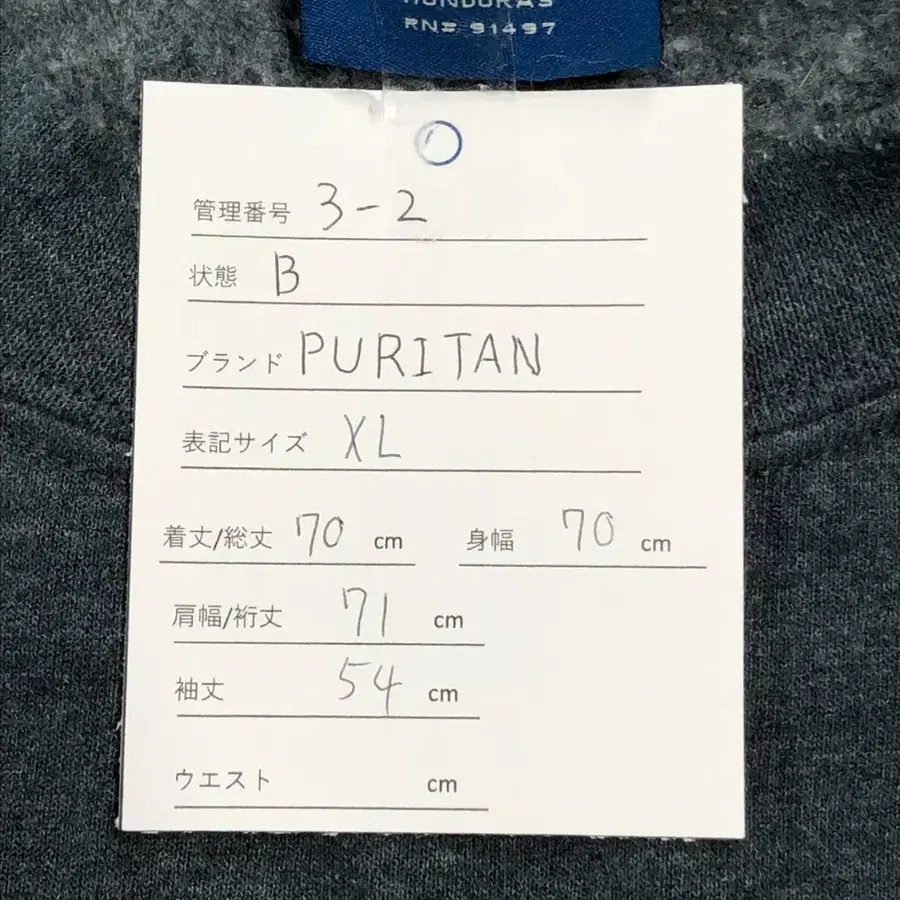 HONDURAS
RN# 91497
管理番号 3-2
状態 B
ブランド PURITAN
表記サイズ XL
着丈/総丈 70 cm 身幅 70 cm
肩幅/裄丈 71 cm
袖丈 54 cm
ウエスト cm